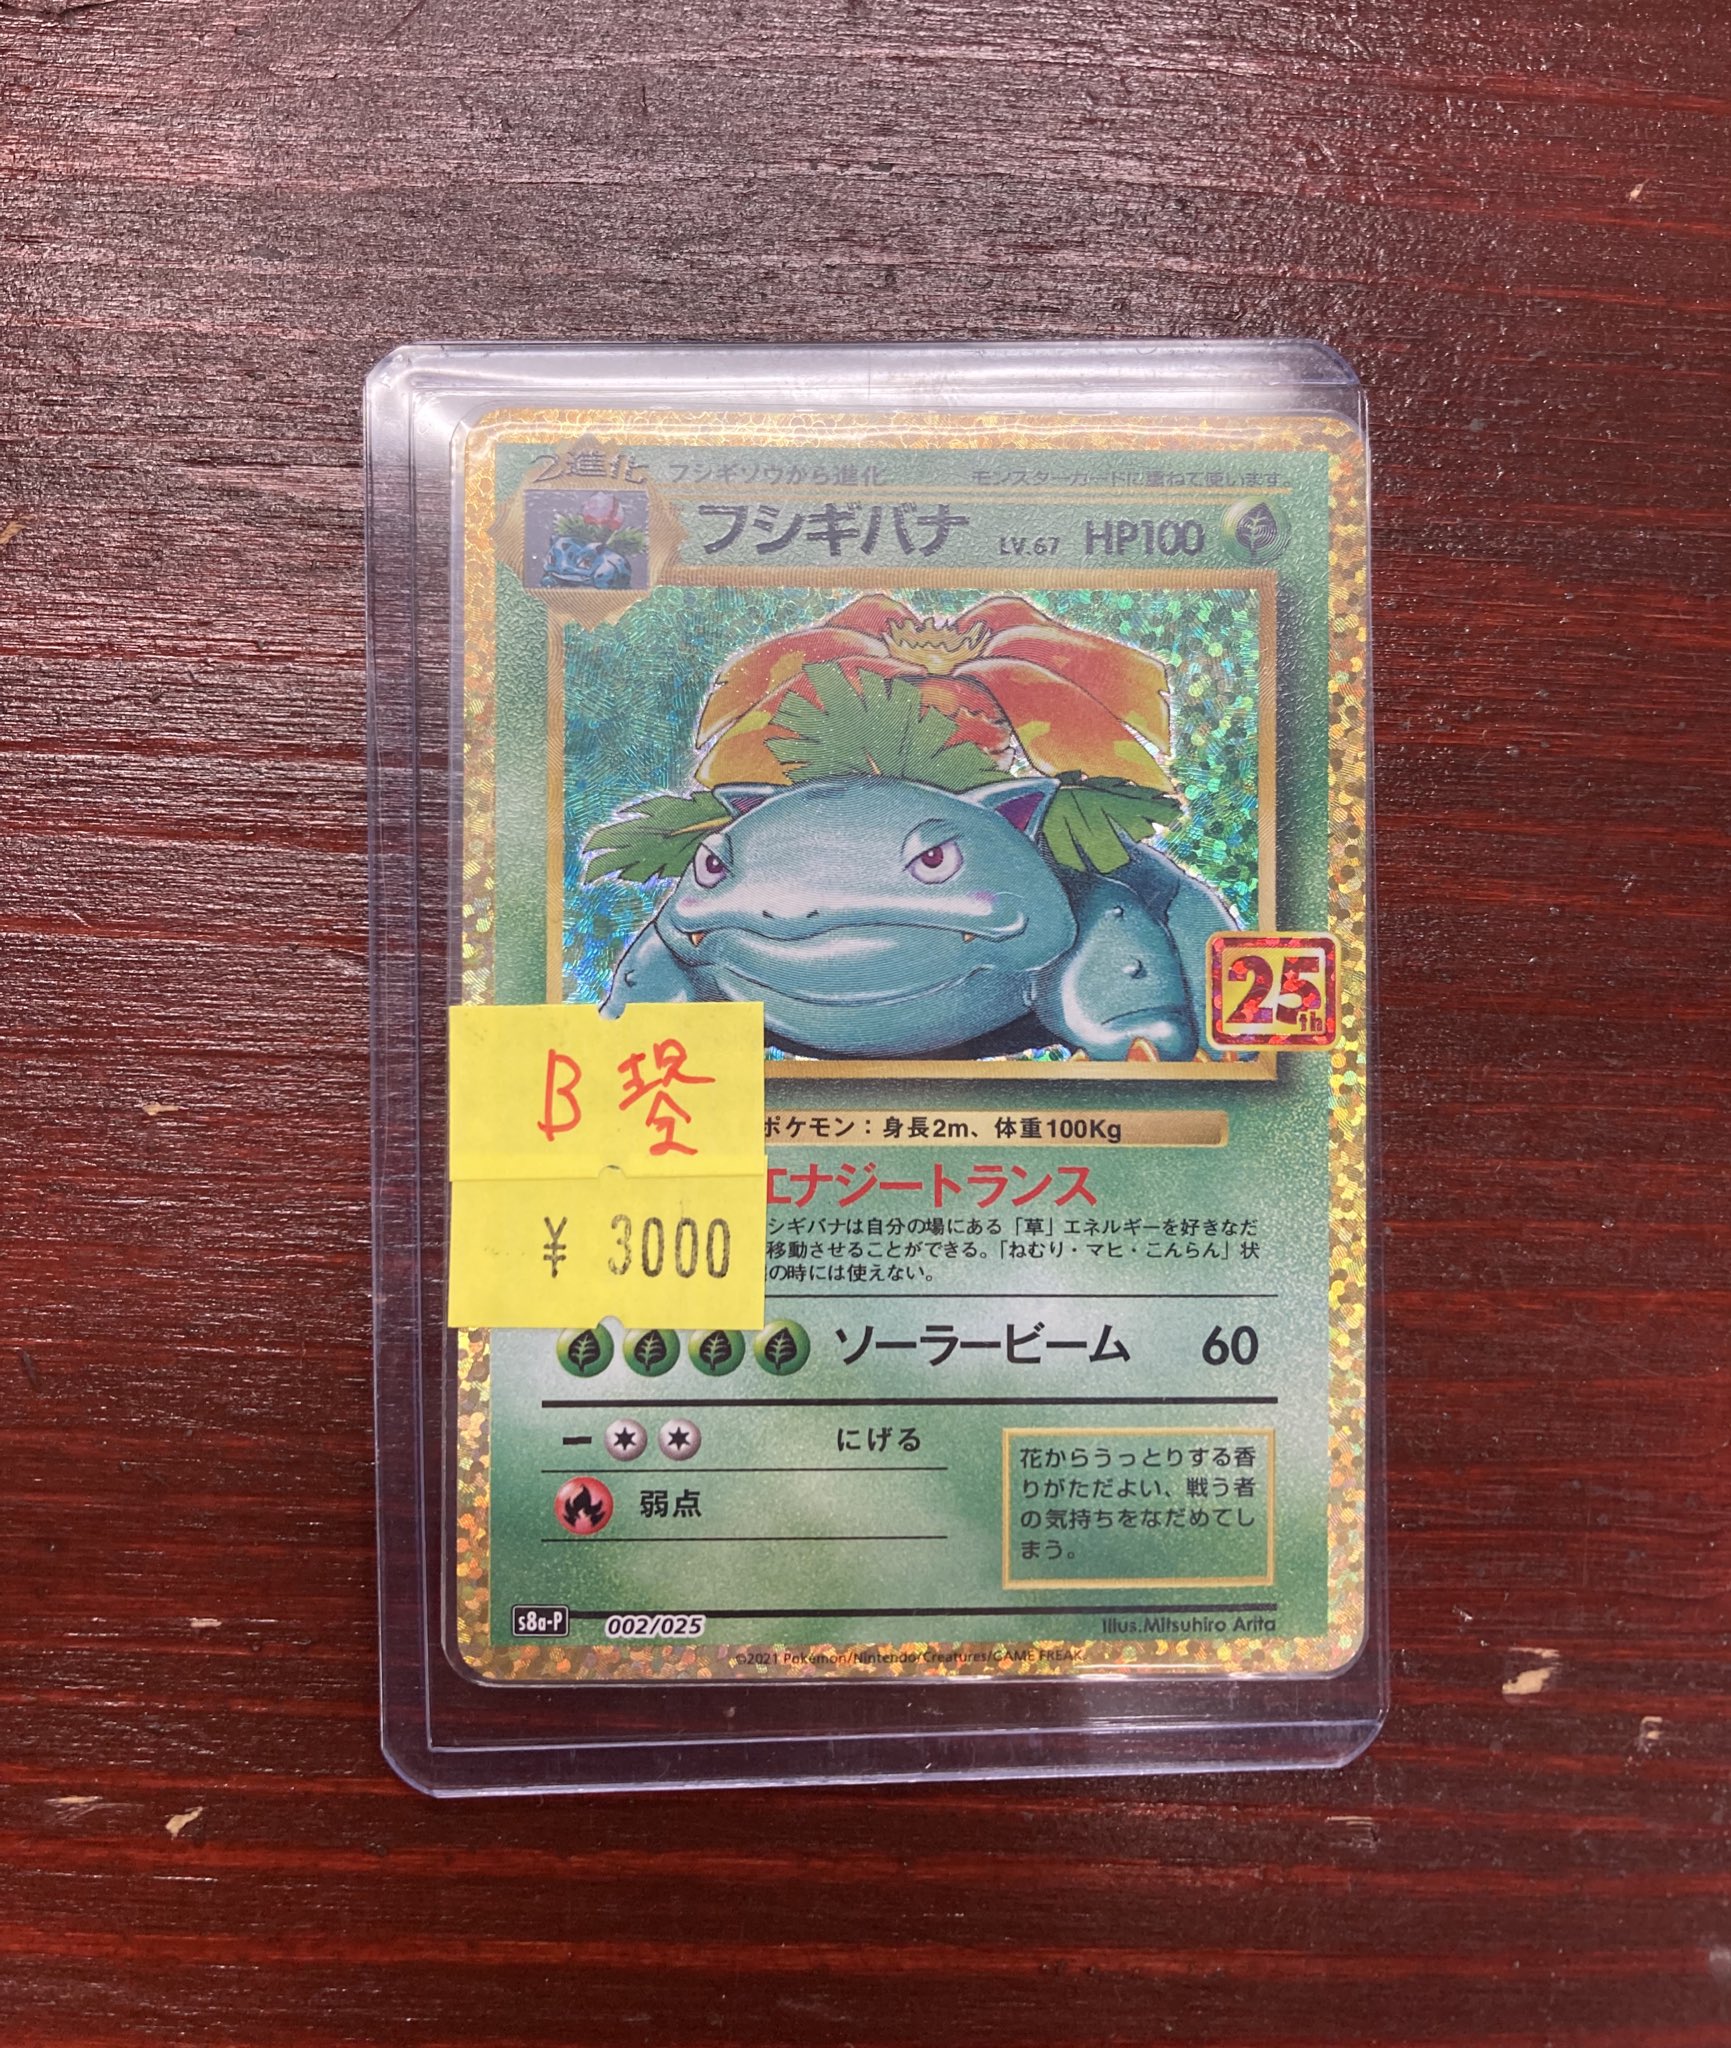 2進化 フシギソウから進化 モンスターカードに重ねて使います。
フシギバナ LV.67 HP100
25th
B
ポケモン：身長2m、体重100Kg
エナジートランス
シギバナは自分の場にある「草」エネルギーを好きなだ
移動させることができる。「ねむり・マヒ・こんらん」状
の時には使えない。
¥ 3000
ソーラービーム 60
にげる
弱点
花からうっとりする香
りがただよい、戦う者
の気持ちをなだめてし
まう。
s8a-P 002/025 Illus.Mitsuhiro Arita
©2021 Pokémon/Nintendo/Creatures/GAME FREAK.